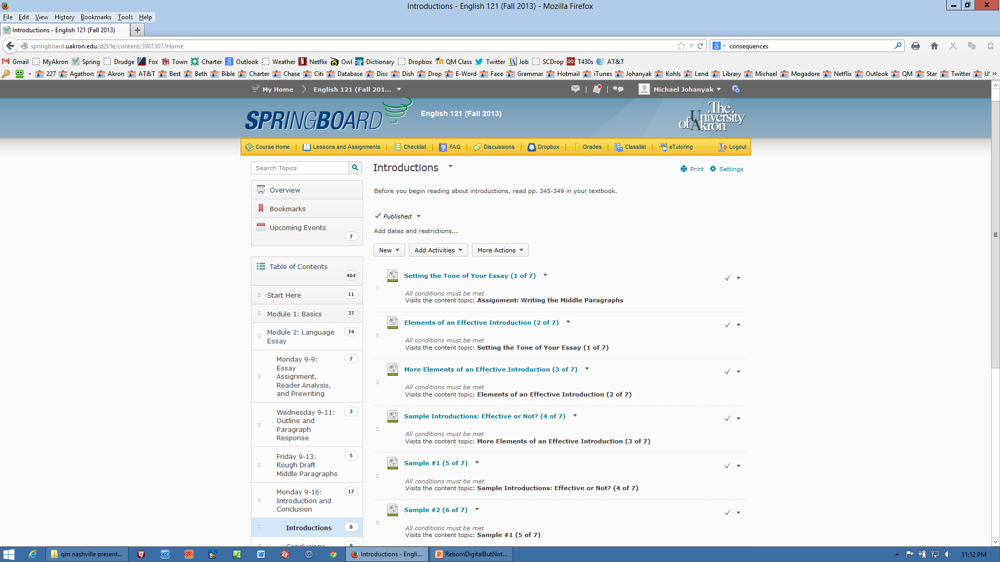 Introductions - English 121 (Fall 2013) - Mozilla Firefox
File Edit View History Bookmarks Tools Help
Introductions - English 121 (Fall 2013)
springboard.uakron.edu/d2l/le/content/3901307/Home
consequences
Gmail MyAkron Spring Drudge Fox Town Charter Outlook Weather Netflix Owl Dictionary Dropbox QM Class Twitter Job SCDrop T430s AT&T
227 Agathon Akron AT&T Best Beth Bible Charter Chase Citi Database Disc Dish Drop E-Word Face Grammar Hotmail iTunes Johanyak Kohls Lend Library Michael Mogadore Netflix Outlook QM Star Twitter
My Home English 121 (Fall 201... Michael Johanyak
SPRINGBOARD English 121 (Fall 2013) The University of Akron
Course Home Lessons and Assignments Checklist FAQ Discussions Dropbox Grades Classlist eTutoring Logout
Search Topics
Overview
Bookmarks
Upcoming Events
7
Table of Contents
464
Start Here 11
Module 1: Basics 37
Module 2: Language 74
Essay
Monday 9-9: 7
Essay
Assignment,
Reader Analysis,
and Prewriting
Wednesday 9-11: 3
Outline and
Paragraph
Response
Friday 9-13: 5
Rough Draft
Middle Paragraphs
Monday 9-16: 17
Introduction and
Conclusion
Introductions 8
Conclusions 8
Introductions
Print Settings
Before you begin reading about introductions, read pp. 345-349 in your textbook.
Published
Add dates and restrictions...
New Add Activities More Actions
Setting the Tone of Your Essay (1 of 7)
All conditions must be met
Visits the content topic: Assignment: Writing the Middle Paragraphs
Elements of an Effective Introduction (2 of 7)
All conditions must be met
Visits the content topic: Setting the Tone of Your Essay (1 of 7)
More Elements of an Effective Introduction (3 of 7)
All conditions must be met
Visits the content topic: Elements of an Effective Introduction (2 of 7)
Sample Introductions: Effective or Not? (4 of 7)
All conditions must be met
Visits the content topic: More Elements of an Effective Introduction (3 of 7)
Sample #1 (5 of 7)
All conditions must be met
Visits the content topic: Sample Introductions: Effective or Not? (4 of 7)
Sample #2 (6 of 7)
All conditions must be met
Visits the content topic: Sample #1 (5 of 7)
qm nashville present... Introductions - Engli... RebornDigitalButNot... 11:12 PM